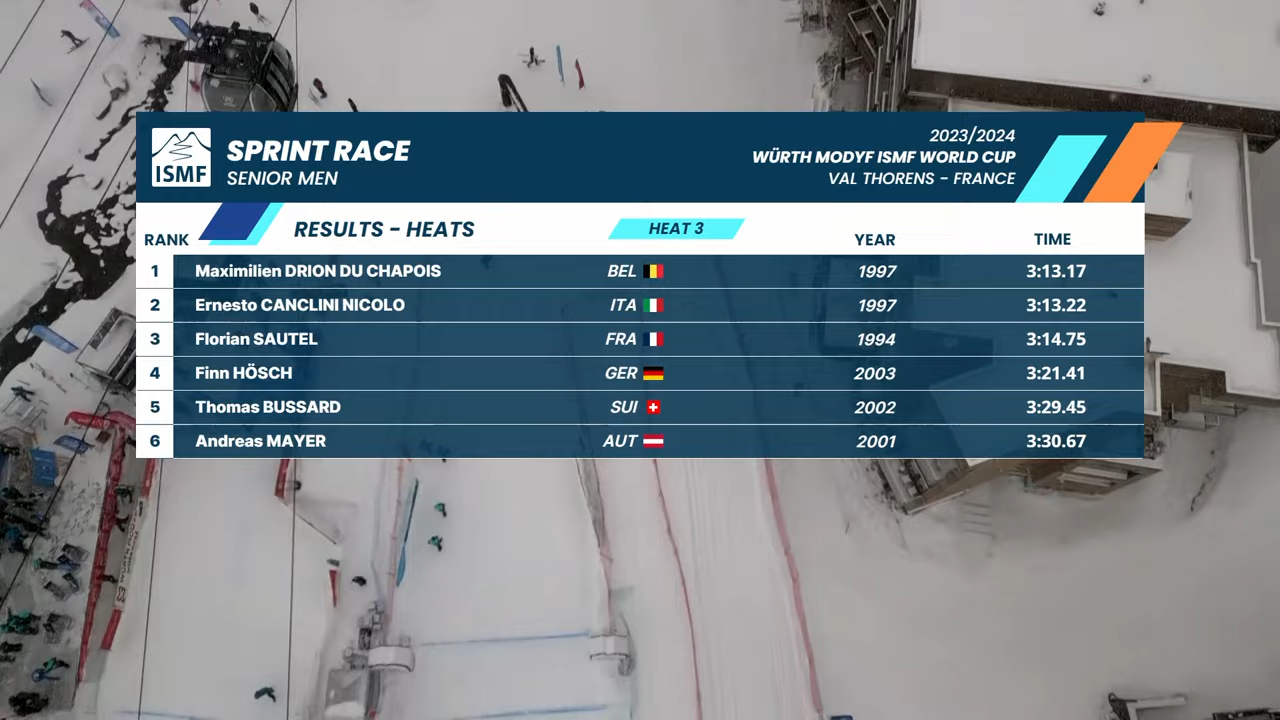 ISMF
SPRINT RACE
SENIOR MEN
2023/2024
WÜRTH MODYF ISMF WORLD CUP
VAL THORENS - FRANCE
RANK RESULTS - HEATS HEAT 3 YEAR TIME
1 Maximilien DRION DU CHAPOIS BEL 1997 3:13.17
2 Ernesto CANCLINI NICOLO ITA 1997 3:13.22
3 Florian SAUTEL FRA 1994 3:14.75
4 Finn HÖSCH GER 2003 3:21.41
5 Thomas BUSSARD SUI 2002 3:29.45
6 Andreas MAYER AUT 2001 3:30.67